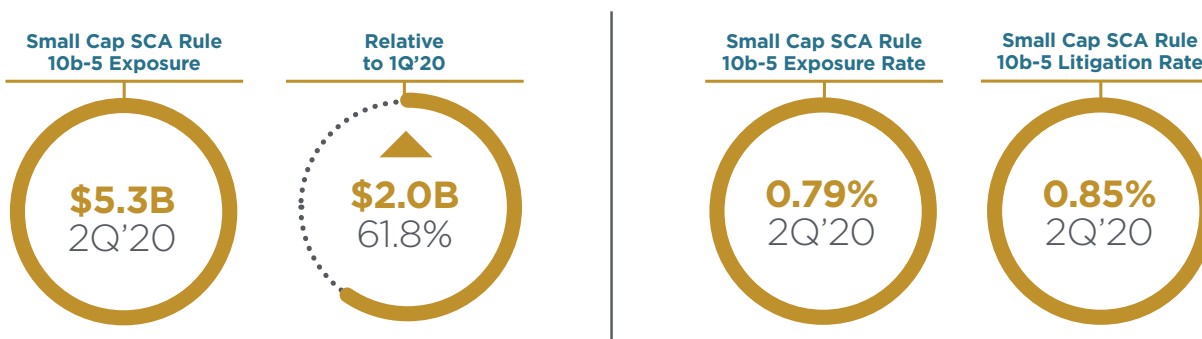 Small Cap SCA Rule
10b-5 Exposure
$5.3B
2Q’20
Relative
to 1Q’20
$2.0B
61.8%
Small Cap SCA Rule
10b-5 Exposure Rate
0.79%
2Q’20
Small Cap SCA Rule
10b-5 Litigation Rate
0.85%
2Q’20